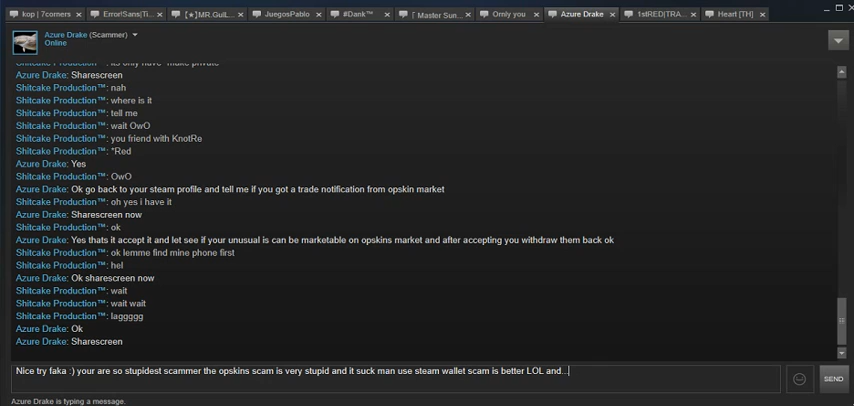 kop | 7corners
Error!Sans(Ti...
【★】MR.GuiL...
JuegosPablo
#Dank™
「 Master Sun...
Ornly you
Azure Drake
1stRED|TRA...
Heart [TH]
Azure Drake (Scammer)
Online
Shitcake Production™: its only have "make private"
Azure Drake: Sharescreen
Shitcake Production™: nah
Shitcake Production™: where is it
Shitcake Production™: tell me
Shitcake Production™: wait OwO
Shitcake Production™: you friend with KnotRe
Shitcake Production™: *Red
Azure Drake: Yes
Shitcake Production™: OwO
Azure Drake: Ok go back to your steam profile and tell me if you got a trade notification from opskin market
Shitcake Production™: oh yes i have it
Azure Drake: Sharescreen now
Shitcake Production™: ok
Azure Drake: Yes thats it accept it and let see if your unusual is can be marketable on opskins market and after accepting you withdraw them back ok
Shitcake Production™: ok lemme find mine phone first
Shitcake Production™: hel
Azure Drake: Ok sharescreen now
Shitcake Production™: wait
Shitcake Production™: wait wait
Shitcake Production™: laggggg
Azure Drake: Ok
Azure Drake: Sharescreen
Nice try faka :) your are so stupidest scammer the opskins scam is very stupid and it suck man use steam wallet scam is better LOL and...
SEND
Azure Drake is typing a message.